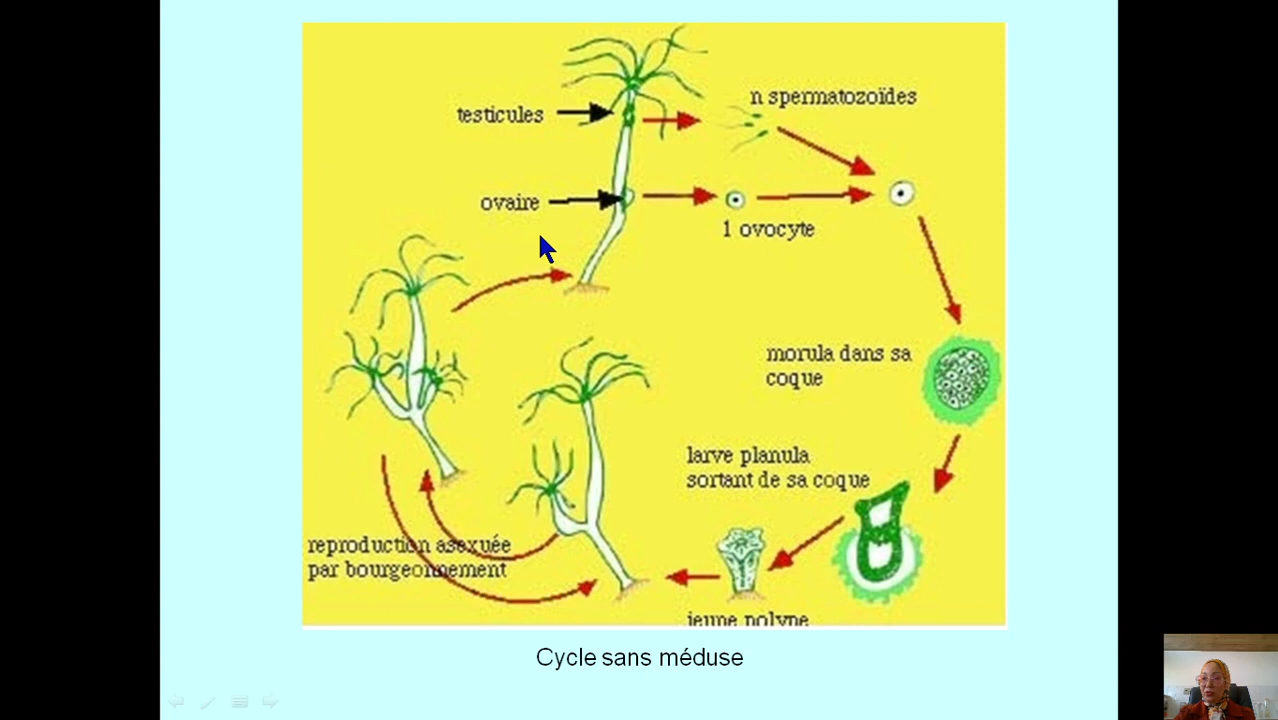 n spermatozoïdes
testicules
ovaire
1 ovocyte
morula dans sa
coque
larve planula
sortant de sa coque
reproduction asexuée
par bourgeonnement
jeune polype
Cycle sans méduse